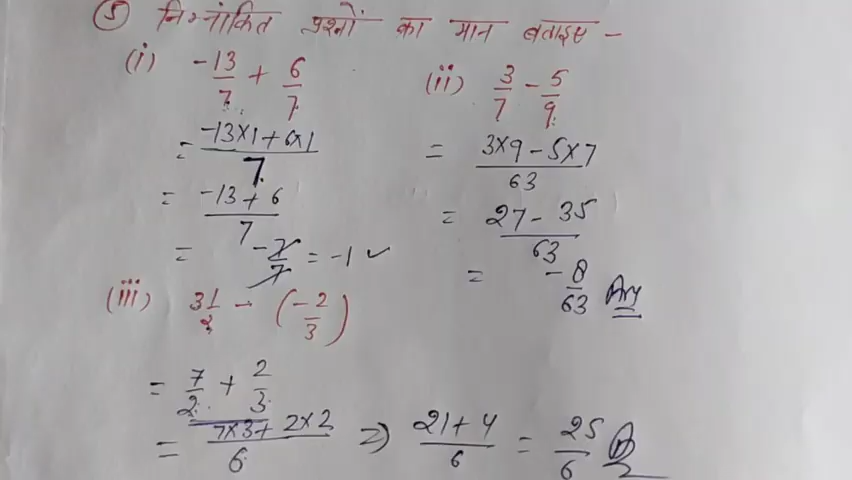 ⑤ निम्नांकित प्रश्नों का मान बताइए -
(i) -13/7 + 6/7
= -13×1+6×1/7
= -13+6/7
= -7/7 = -1 ✓
(ii) 3/7 - 5/9
= 3×9-5×7/63
= 27-35/63
= -8/63 Ans
(iii) 3 1/2 - (-2/3)
= 7/2 + 2/3
= 7×3+2×2/6 ⇒ 21+4/6 = 25/6